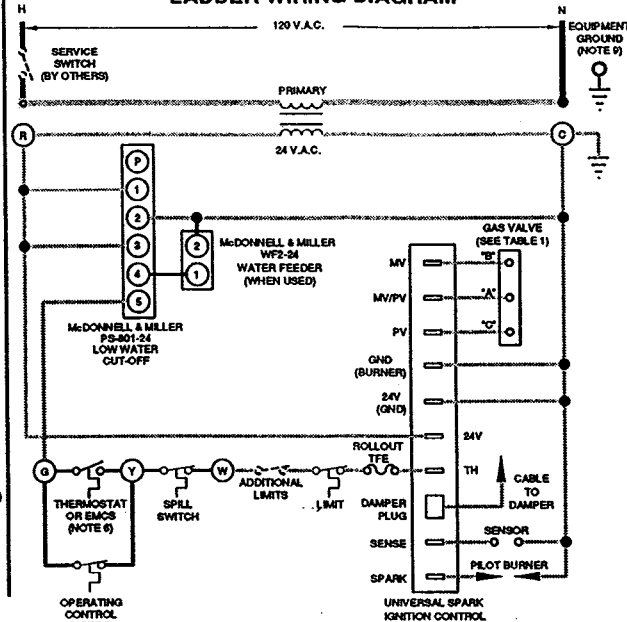 LADDER WIRING DIAGRAM
H
N
120 V.A.C.
EQUIPMENT
GROUND
(NOTE 9)
SERVICE
SWITCH
(BY OTHERS)
PRIMARY
R
C
24 V.A.C.
P
1
2
3
4
5
2
1
McDONNELL & MILLER
WF2-24
WATER FEEDER
(WHEN USED)
GAS VALVE
(SEE TABLE 1)
MV
"B"
MV/PV
"A"
PV
"C"
McDONNELL & MILLER
PS-801-24
LOW WATER
CUT-OFF
GND
(BURNER)
24V
(GND)
24V
ROLLOUT
TFE
TH
G
Y
W
THERMOSTAT
OR EMCS
(NOTE 6)
SPILL
SWITCH
ADDITIONAL
LIMITS
LIMIT
DAMPER
PLUG
CABLE
TO
DAMPER
SENSE
SENSOR
SPARK
PILOT BURNER
OPERATING
CONTROL
UNIVERSAL SPARK
IGNITION CONTROL